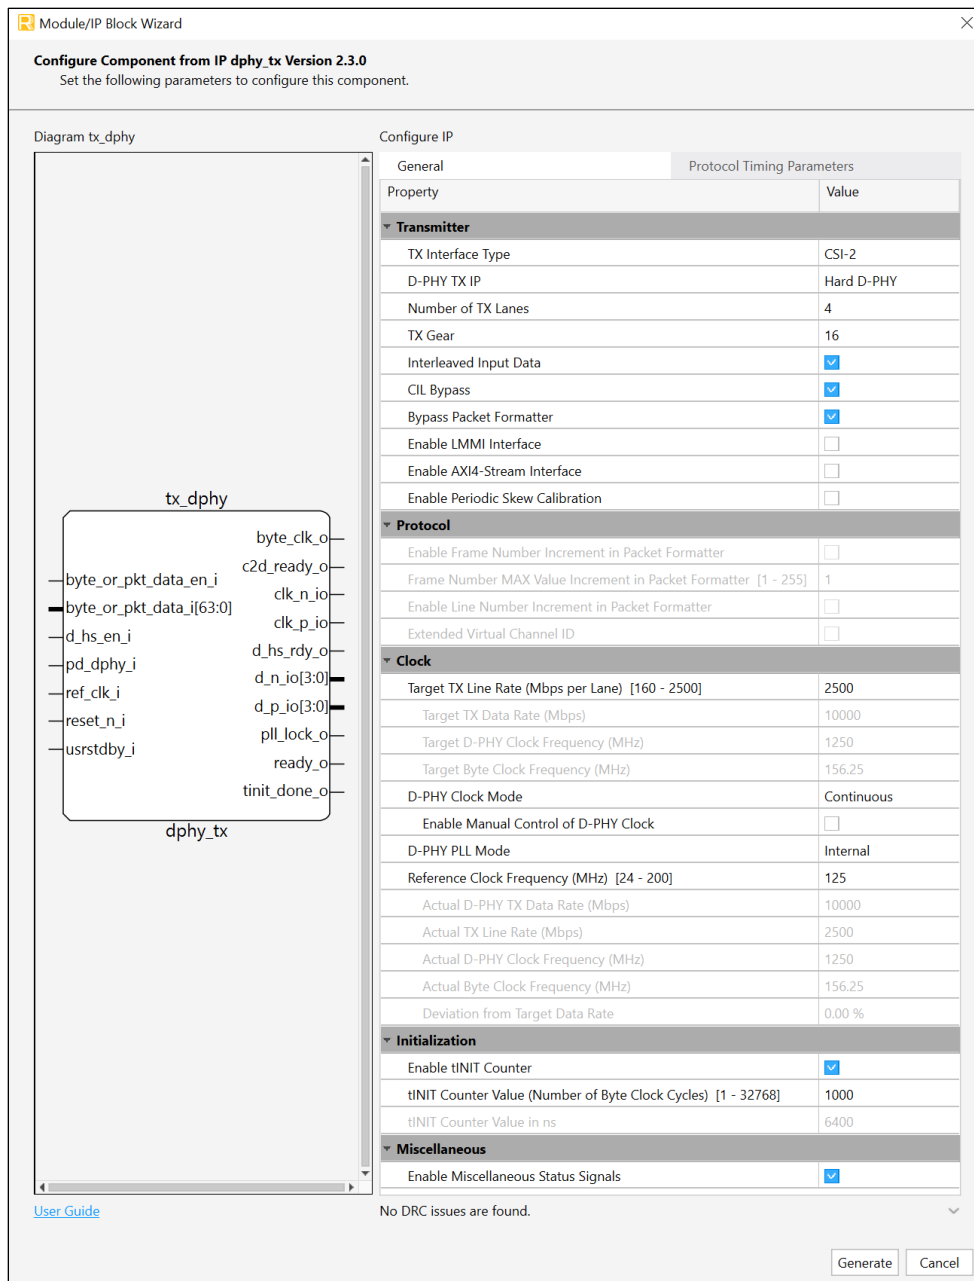 Module/IP Block Wizard
Configure Component from IP dphy_tx Version 2.3.0
Set the following parameters to configure this component.
Diagram tx_dphy
tx_dphy
byte_or_pkt_data_en_i
byte_or_pkt_data_i[63:0]
d_hs_en_i
pd_dphy_i
ref_clk_i
reset_n_i
usrstdby_i
byte_clk_o
c2d_ready_o
clk_n_io
clk_p_io
d_hs_rdy_o
d_n_io[3:0]
d_p_io[3:0]
pll_lock_o
ready_o
tinit_done_o
dphy_tx
User Guide
Configure IP
General Protocol Timing Parameters
Property Value
Transmitter
TX Interface Type CSI-2
D-PHY TX IP Hard D-PHY
Number of TX Lanes 4
TX Gear 16
Interleaved Input Data
CIL Bypass
Bypass Packet Formatter
Enable LMMI Interface
Enable AXI4-Stream Interface
Enable Periodic Skew Calibration
Protocol
Enable Frame Number Increment in Packet Formatter
Frame Number MAX Value Increment in Packet Formatter [1 - 255] 1
Enable Line Number Increment in Packet Formatter
Extended Virtual Channel ID
Clock
Target TX Line Rate (Mbps per Lane) [160 - 2500] 2500
Target TX Data Rate (Mbps) 10000
Target D-PHY Clock Frequency (MHz) 1250
Target Byte Clock Frequency (MHz) 156.25
D-PHY Clock Mode Continuous
Enable Manual Control of D-PHY Clock
D-PHY PLL Mode Internal
Reference Clock Frequency (MHz) [24 - 200] 125
Actual D-PHY TX Data Rate (Mbps) 10000
Actual TX Line Rate (Mbps) 2500
Actual D-PHY Clock Frequency (MHz) 1250
Actual Byte Clock Frequency (MHz) 156.25
Deviation from Target Data Rate 0.00 %
Initialization
Enable tINIT Counter
tINIT Counter Value (Number of Byte Clock Cycles) [1 - 32768] 1000
tINIT Counter Value in ns 6400
Miscellaneous
Enable Miscellaneous Status Signals
No DRC issues are found.
Generate Cancel